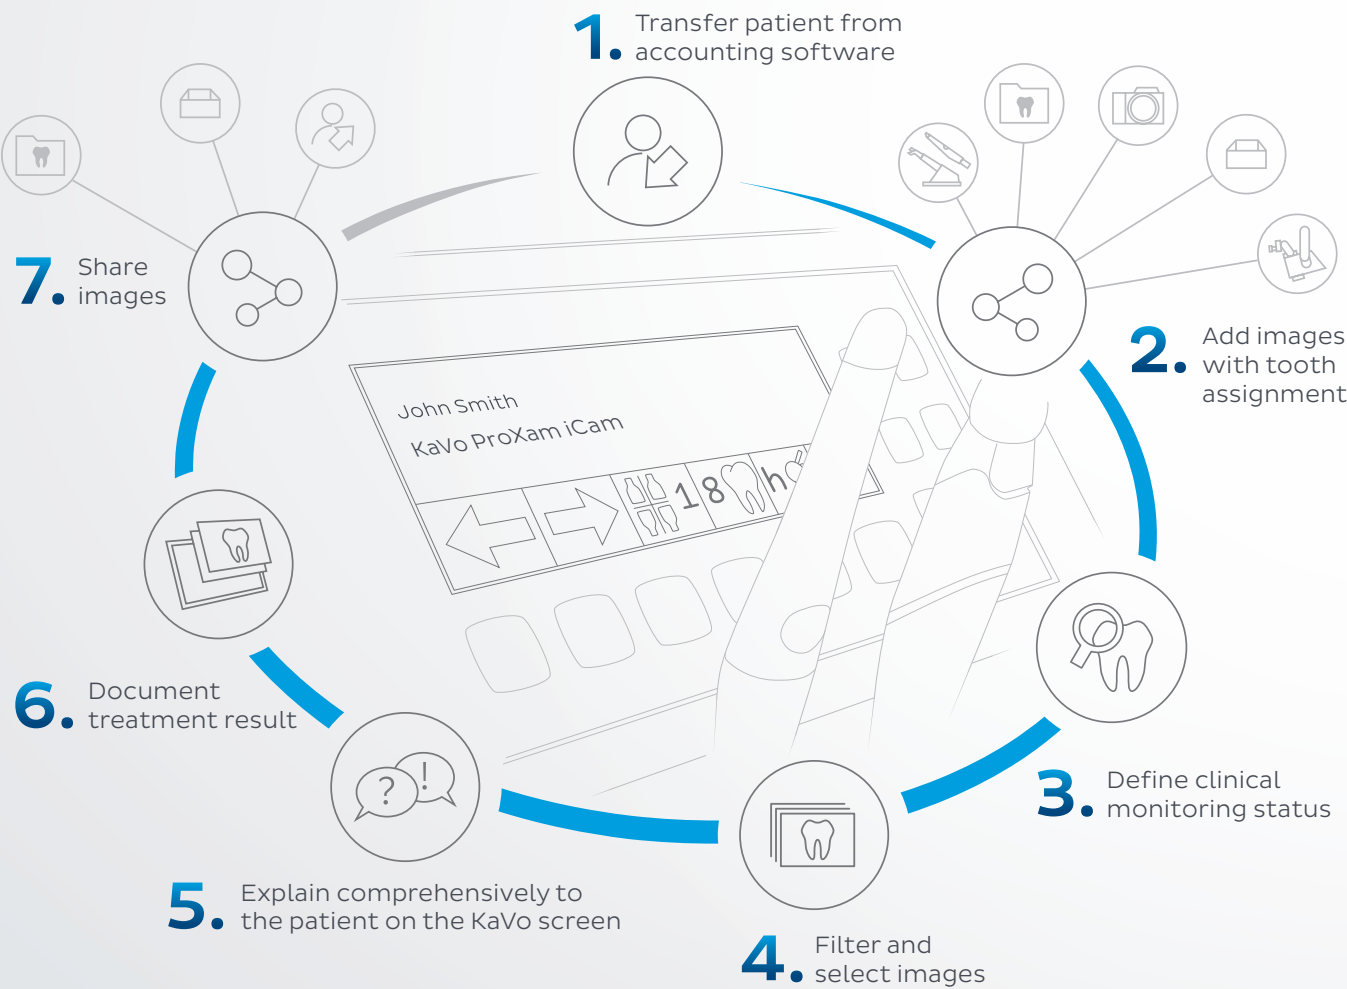 1. Transfer patient from
accounting software
2. Add images
with tooth
assignment
3. Define clinical
monitoring status
4. Filter and
select images
5. Explain comprehensively to
the patient on the KaVo screen
? !
6. Document
treatment result
7. Share
images
John Smith
KaVo ProXam iCam
18 h